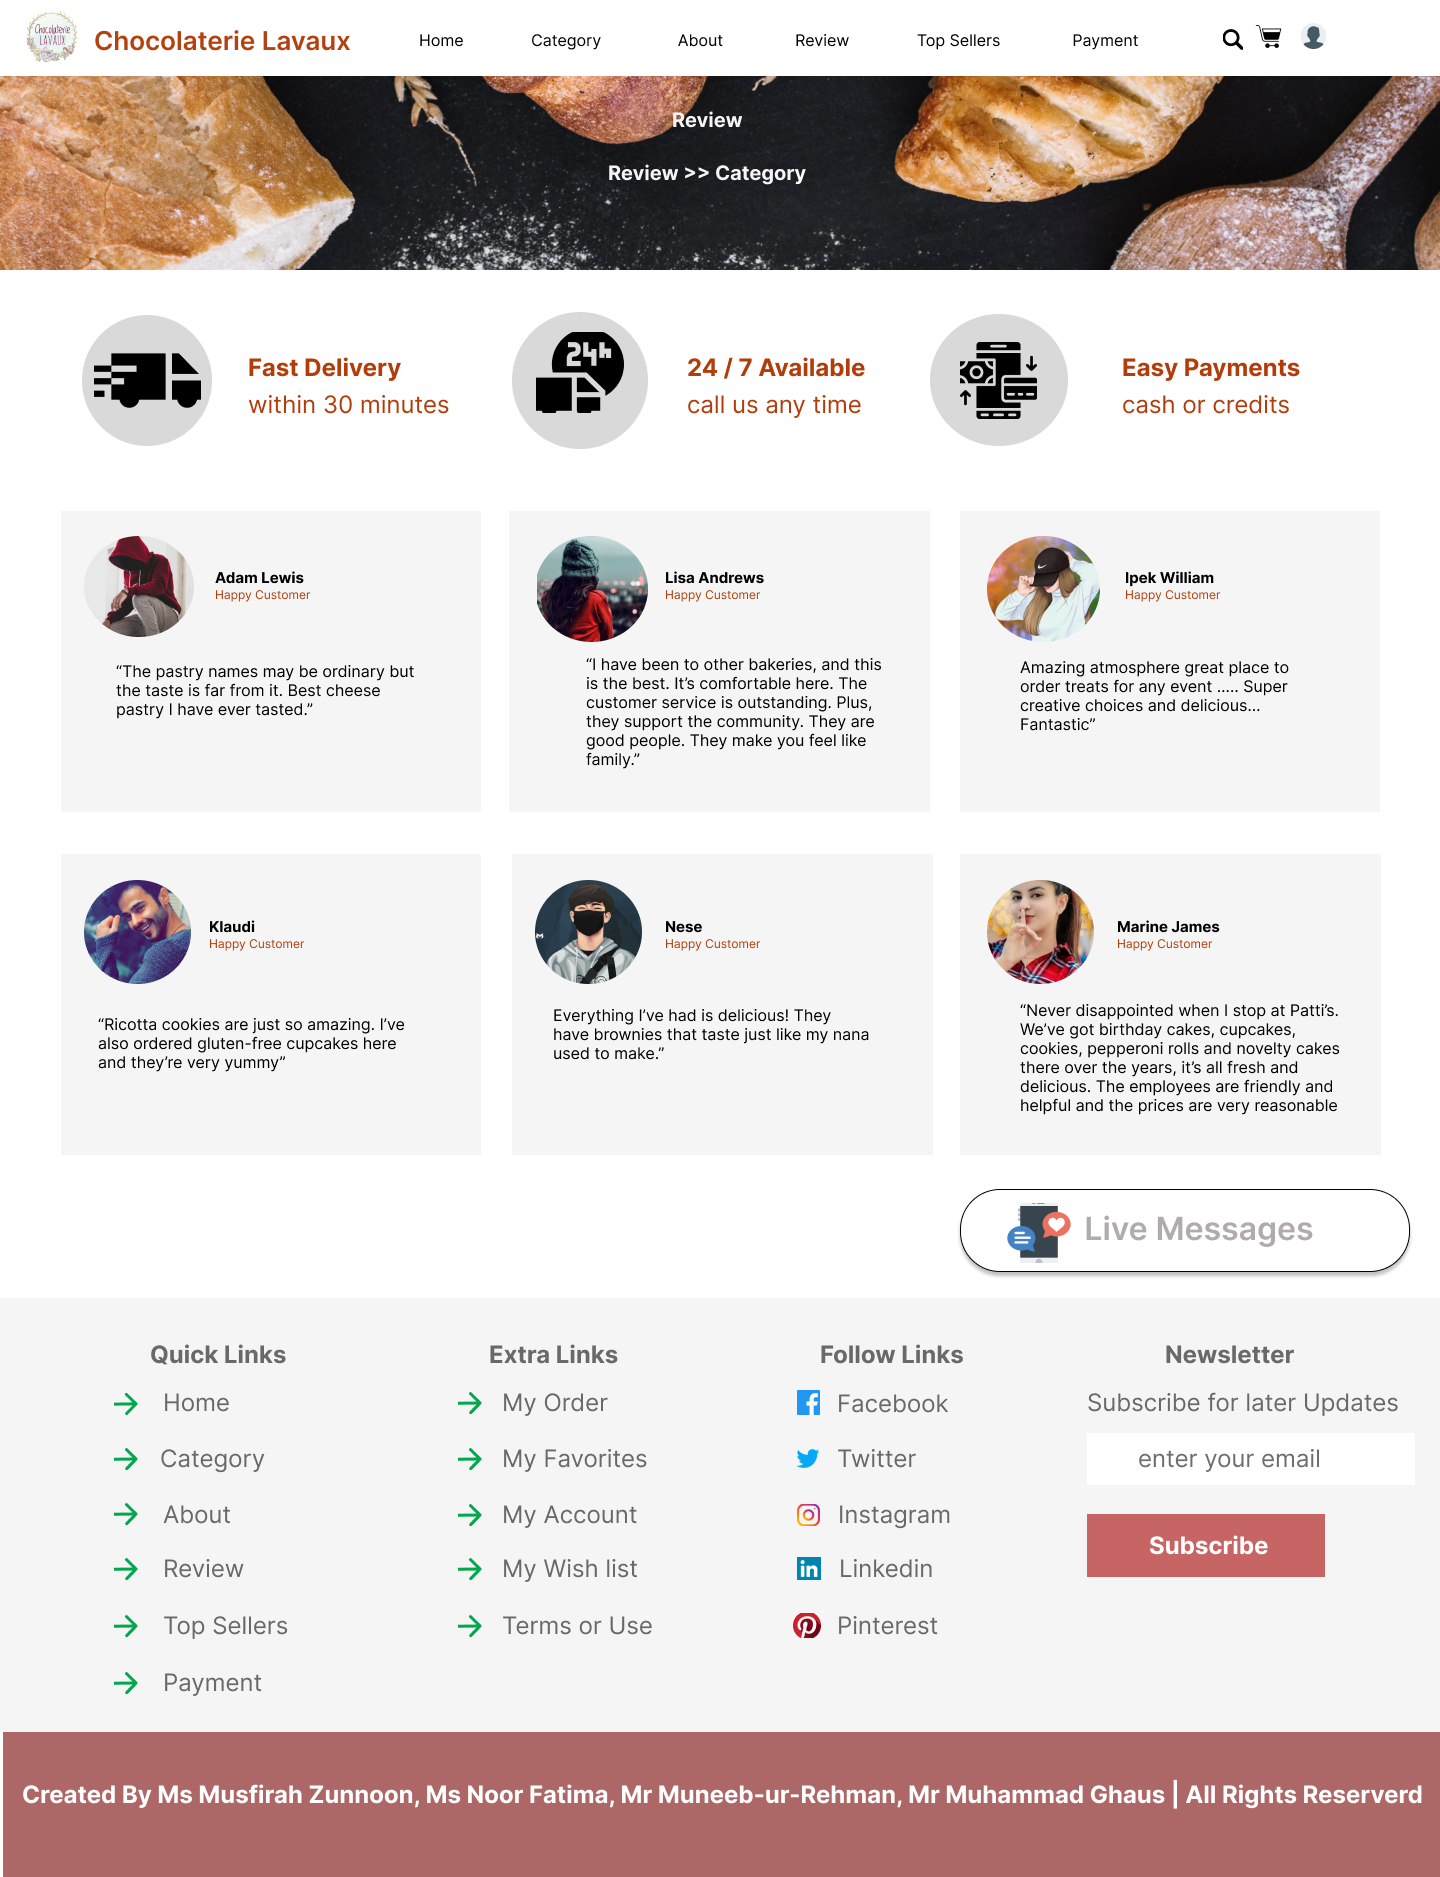 Chocolaterie
LAVAUX
Chocolaterie Lavaux
Home
Category
About
Review
Top Sellers
Payment
Review
Review >> Category
Fast Delivery
within 30 minutes
24h
24 / 7 Available
call us any time
Easy Payments
cash or credits
Adam Lewis
Happy Customer
“The pastry names may be ordinary but
the taste is far from it. Best cheese
pastry I have ever tasted.”
Lisa Andrews
Happy Customer
“I have been to other bakeries, and this
is the best. It’s comfortable here. The
customer service is outstanding. Plus,
they support the community. They are
good people. They make you feel like
family.”
Ipek William
Happy Customer
Amazing atmosphere great place to
order treats for any event ..... Super
creative choices and delicious...
Fantastic”
Klaudi
Happy Customer
“Ricotta cookies are just so amazing. I’ve
also ordered gluten-free cupcakes here
and they’re very yummy”
Nese
Happy Customer
Everything I’ve had is delicious! They
have brownies that taste just like my nana
used to make.”
Marine James
Happy Customer
“Never disappointed when I stop at Patti’s.
We’ve got birthday cakes, cupcakes,
cookies, pepperoni rolls and novelty cakes
there over the years, it’s all fresh and
delicious. The employees are friendly and
helpful and the prices are very reasonable
Live Messages
Quick Links
Home
Category
About
Review
Top Sellers
Payment
Extra Links
My Order
My Favorites
My Account
My Wish list
Terms or Use
Follow Links
Facebook
Twitter
Instagram
Linkedin
Pinterest
Newsletter
Subscribe for later Updates
enter your email
Subscribe
Created By Ms Musfirah Zunnoon, Ms Noor Fatima, Mr Muneeb-ur-Rehman, Mr Muhammad Ghaus | All Rights Reserverd